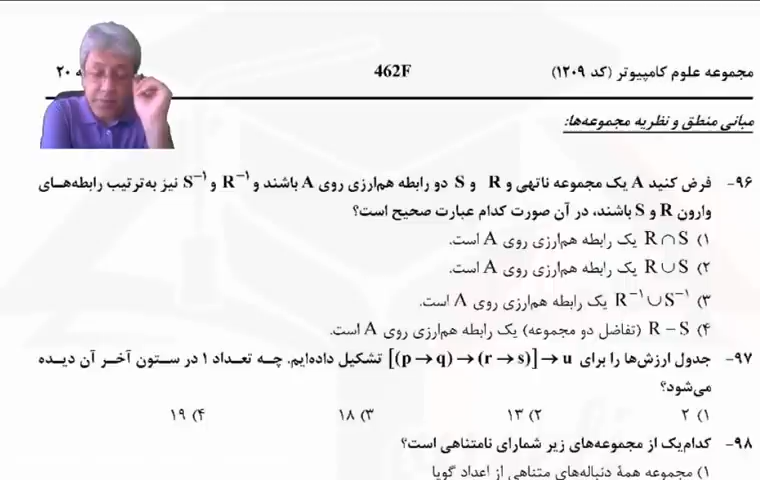 مجموعه علوم کامپیوتر (کد ۱۲۰۹) 462F ه ۲۰
مبانی منطق و نظریه مجموعه‌ها:
۹۶- فرض کنید A یک مجموعه ناتهی و R و S دو رابطه هم‌ارزی روی A باشند و R⁻¹ و S⁻¹ نیز به‌ترتیب رابطه‌های
وارون R و S باشند، در آن صورت کدام عبارت صحیح است؟
۱) R ∩ S یک رابطه هم‌ارزی روی A است.
۲) R ∪ S یک رابطه هم‌ارزی روی A است.
۳) R⁻¹ ∪ S⁻¹ یک رابطه هم‌ارزی روی A است.
۴) R − S (تفاضل دو مجموعه) یک رابطه هم‌ارزی روی A است.
۹۷- جدول ارزش‌ها را برای [(p → q) → (r → s)] → u تشکیل داده‌ایم. چه تعداد ۱ در ستون آخر آن دیده
می‌شود؟
۱) ۲ ۲) ۱۳ ۳) ۱۸ ۴) ۱۹
۹۸- کدام‌یک از مجموعه‌های زیر شمارای نامتناهی است؟
۱) مجموعه همهٔ دنباله‌های متناهی از اعداد گویا